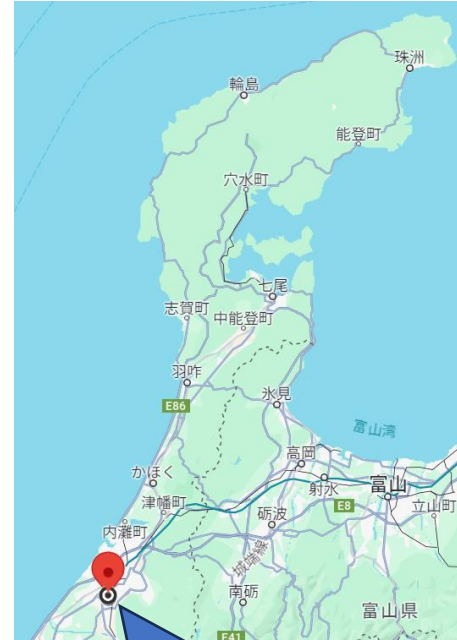 珠洲
輪島
能登町
穴水町
七尾
志賀町
中能登町
羽咋
氷見
E86
富山湾
高岡
かほく
射水
富山
津幡町
E8
立山町
砺波
内灘町
城端線
南砺
富山県
E41